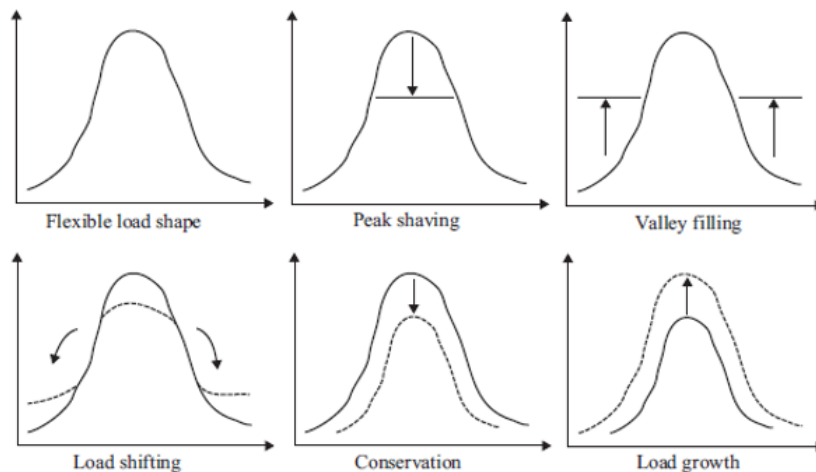 Flexible load shape
Peak shaving
Valley filling
Load shifting
Conservation
Load growth